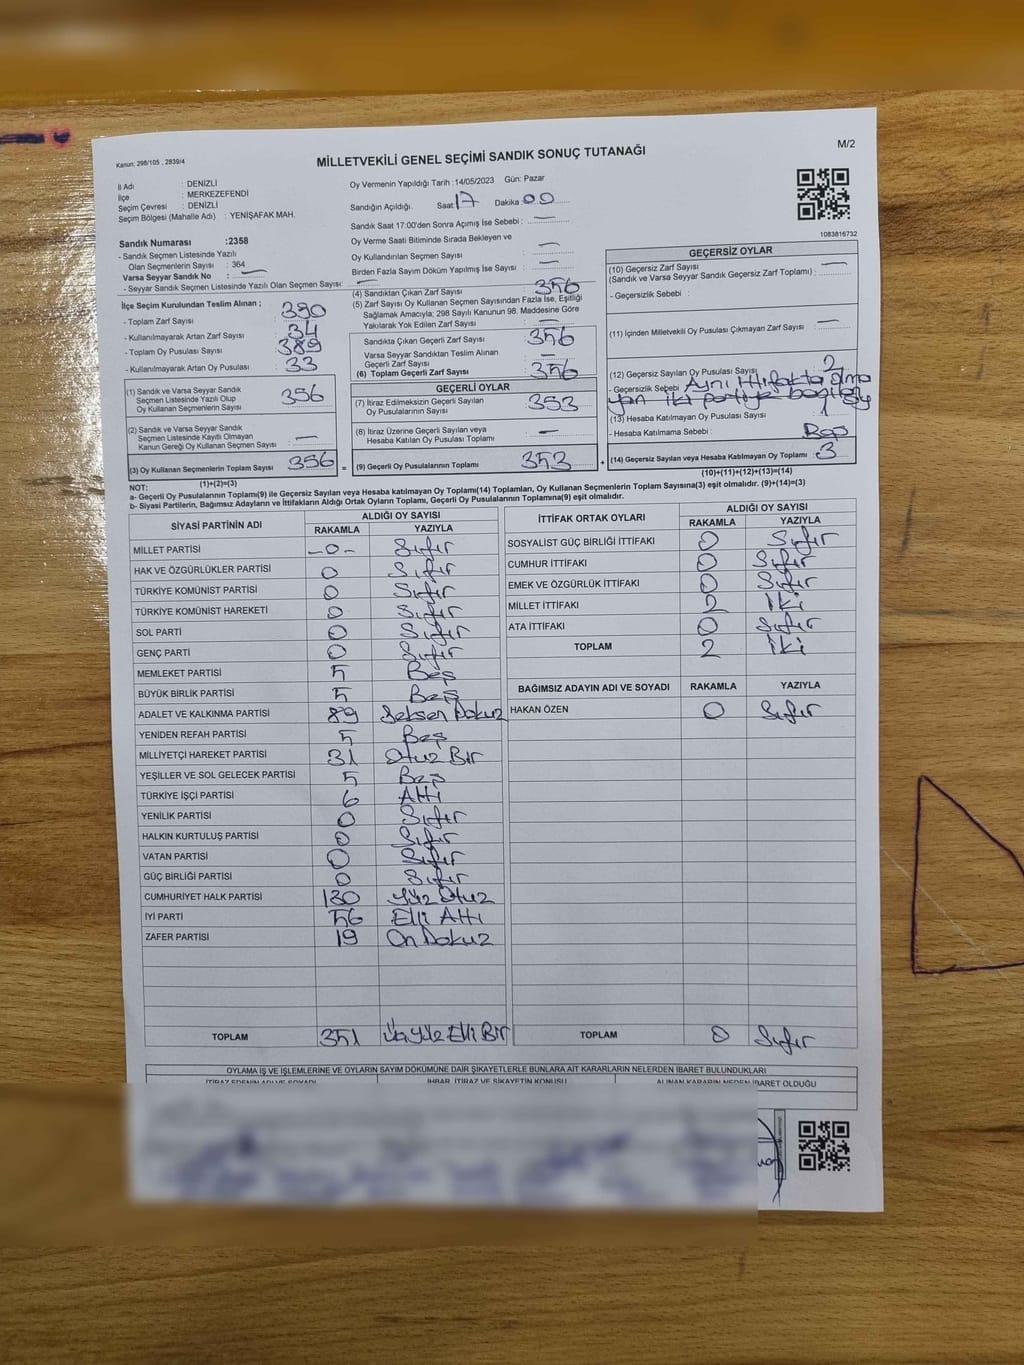 Kanun: 298/105 , 2839/4
MİLLETVEKİLİ GENEL SEÇİMİ SANDIK SONUÇ TUTANAĞI
M/2
İl Adı : DENİZLİ
İlçe : MERKEZEFENDİ
Seçim Çevresi : DENİZLİ
Seçim Bölgesi (Mahalle Adı) : YENİŞAFAK MAH.
Sandık Numarası :2358
- Sandık Seçmen Listesinde Yazılı
Olan Seçmenlerin Sayısı : 364
Varsa Seyyar Sandık No : —
- Seyyar Sandık Seçmen Listesinde Yazılı Olan Seçmen Sayısı: —
Oy Vermenin Yapıldığı Tarih :14/05/2023 Gün: Pazar
Sandığın Açıldığı: Saat 17 Dakika 00
Sandık Saat 17:00'den Sonra Açımış İse Sebebi : —
Oy Verme Saati Bitiminde Sırada Bekleyen ve
Oy Kullandırılan Seçmen Sayısı : —
Birden Fazla Sayım Döküm Yapılmış İse Sayısı : —
1083816732
İlçe Seçim Kurulundan Teslim Alınan ;
- Toplam Zarf Sayısı : 390
- Kullanılmayarak Artan Zarf Sayısı : 34
- Toplam Oy Pusulası Sayısı : 389
- Kullanılmayarak Artan Oy Pusulası : 33
(1) Sandık ve Varsa Seyyar Sandık
Seçmen Listesinde Yazılı Olup
Oy Kullanan Seçmenlerin Sayısı : 356
(2) Sandık ve Varsa Seyyar Sandık
Seçmen Listesinde Kayıtlı Olmayan
Kanun Gereği Oy Kullanan Seçmen Sayısı : —
(3) Oy Kullanan Seçmenlerin Toplam Sayısı 356 =
(1)+(2)=(3)
(4) Sandıktan Çıkan Zarf Sayısı : 356
(5) Zarf Sayısı Oy Kullanan Seçmen Sayısından Fazla İse, Eşitliği
Sağlamak Amacıyla; 298 Sayılı Kanunun 98. Maddesine Göre
Yakılarak Yok Edilen Zarf Sayısı : —
Sandıkta Çıkan Geçerli Zarf Sayısı : 356
Varsa Seyyar Sandıktan Teslim Alınan
Geçerli Zarf Sayısı : —
(6) Toplam Geçerli Zarf Sayısı : 356
GEÇERLİ OYLAR
(7) İtiraz Edilmeksizin Geçerli Sayılan
Oy Pusulalarının Sayısı : 353
(8) İtiraz Üzerine Geçerli Sayılan veya
Hesaba Katılan Oy Pusulası Toplamı : —
(9) Geçerli Oy Pusulalarının Toplamı 353 +
GEÇERSİZ OYLAR
(10) Geçersiz Zarf Sayısı —
(Sandık ve Varsa Seyyar Sandık Geçersiz Zarf Toplamı) :
- Geçersizlik Sebebi :
(11) İçinden Milletvekili Oy Pusulası Çıkmayan Zarf Sayısı : —
(12) Geçersiz Sayılan Oy Pusulası Sayısı : 2
- Geçersizlik Sebebi Aynı ittifakta olma
yan iki partiye basılmış
(13) Hesaba Katılmayan Oy Pusulası Sayısı : 1
- Hesaba Katılmama Sebebi : Boş
(14) Geçersiz Sayılan veya Hesaba Katılmayan Oy Toplamı 3
(10)+(11)+(12)+(13)=(14)
NOT:
a- Geçerli Oy Pusulalarının Toplamı(9) ile Geçersiz Sayılan veya Hesaba katılmayan Oy Toplamı(14) Toplamları, Oy Kullanan Seçmenlerin Toplam Sayısına(3) eşit olmalıdır. (9)+(14)=(3)
b- Siyasi Partilerin, Bağımsız Adayların ve İttifakların Aldığı Ortak Oyların Toplamı, Geçerli Oy Pusulalarının Toplamına(9) eşit olmalıdır.
SİYASİ PARTİNİN ADI ALDIĞI OY SAYISI
RAKAMLA YAZIYLA
MİLLET PARTİSİ -0- Sıfır
HAK VE ÖZGÜRLÜKLER PARTİSİ 0 Sıfır
TÜRKİYE KOMÜNİST PARTİSİ 0 Sıfır
TÜRKİYE KOMÜNİST HAREKETİ 0 Sıfır
SOL PARTİ 0 Sıfır
GENÇ PARTİ 0 Sıfır
MEMLEKET PARTİSİ 5 Beş
BÜYÜK BİRLİK PARTİSİ 5 Beş
ADALET VE KALKINMA PARTİSİ 89 Seksen Dokuz
YENİDEN REFAH PARTİSİ 5 Beş
MİLLİYETÇİ HAREKET PARTİSİ 31 Otuz Bir
YEŞİLLER VE SOL GELECEK PARTİSİ 5 Beş
TÜRKİYE İŞÇİ PARTİSİ 6 Altı
YENİLİK PARTİSİ 0 Sıfır
HALKIN KURTULUŞ PARTİSİ 0 Sıfır
VATAN PARTİSİ 0 Sıfır
GÜÇ BİRLİĞİ PARTİSİ 0 Sıfır
CUMHURİYET HALK PARTİSİ 130 Yüz Otuz
İYİ PARTİ 56 Elli Altı
ZAFER PARTİSİ 19 On Dokuz
TOPLAM 351 Üç Yüz Elli Bir
İTTİFAK ORTAK OYLARI ALDIĞI OY SAYISI
RAKAMLA YAZIYLA
SOSYALİST GÜÇ BİRLİĞİ İTTİFAKI 0 Sıfır
CUMHUR İTTİFAKI 0 Sıfır
EMEK VE ÖZGÜRLÜK İTTİFAKI 0 Sıfır
MİLLET İTTİFAKI 2 İki
ATA İTTİFAKI 0 Sıfır
TOPLAM 2 İki
BAĞIMSIZ ADAYIN ADI VE SOYADI RAKAMLA YAZIYLA
HAKAN ÖZEN 0 Sıfır
TOPLAM 0 Sıfır
OYLAMA İŞ VE İŞLEMLERİNE VE OYLARIN SAYIM DÖKÜMÜNE DAİR ŞİKAYETLERLE BUNLARA AİT KARARLARIN NELERDEN İBARET BULUNDUKLARI
İTİRAZ EDENİN ADI VE SOYADI İHBAR, İTİRAZ VE ŞİKAYETİN KONUSU ALINAN KARARIN NEDEN İBARET OLDUĞU